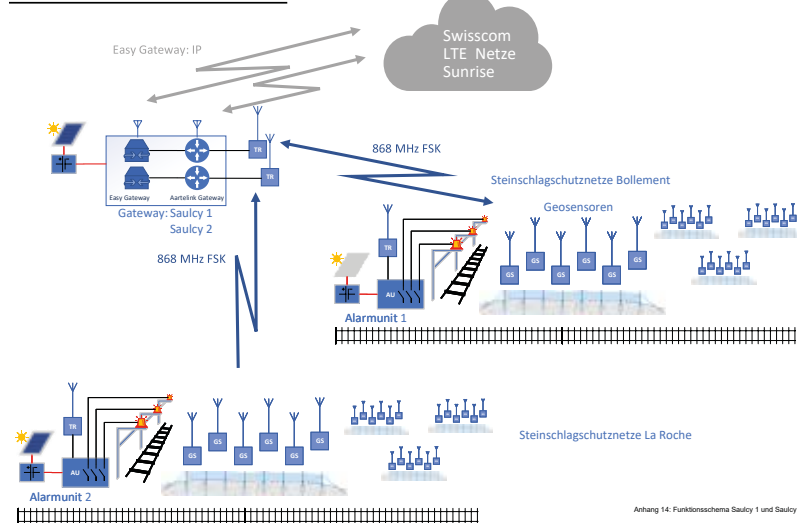 Swisscom
LTE Netze
Sunrise
Easy Gateway: IP
TR
TR
868 MHz FSK
Easy Gateway
Aartelink Gateway
Gateway: Saulcy 1
Saulcy 2
Steinschlagschutznetze Bollement
Geosensoren
868 MHz FSK
TR
GS
GS
GS
GS
GS
GS
AU
Alarmunit 1
TR
GS
GS
GS
GS
GS
GS
AU
Alarmunit 2
Steinschlagschutznetze La Roche
Anhang 14: Funktionsschema Saulcy 1 und Saulcy